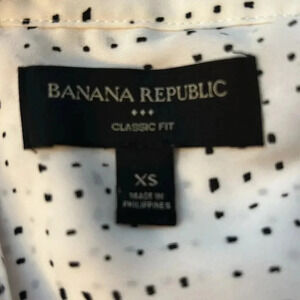 BANANA REPUBLIC
CLASSIC FIT
XS
MADE IN
PHILIPPINES